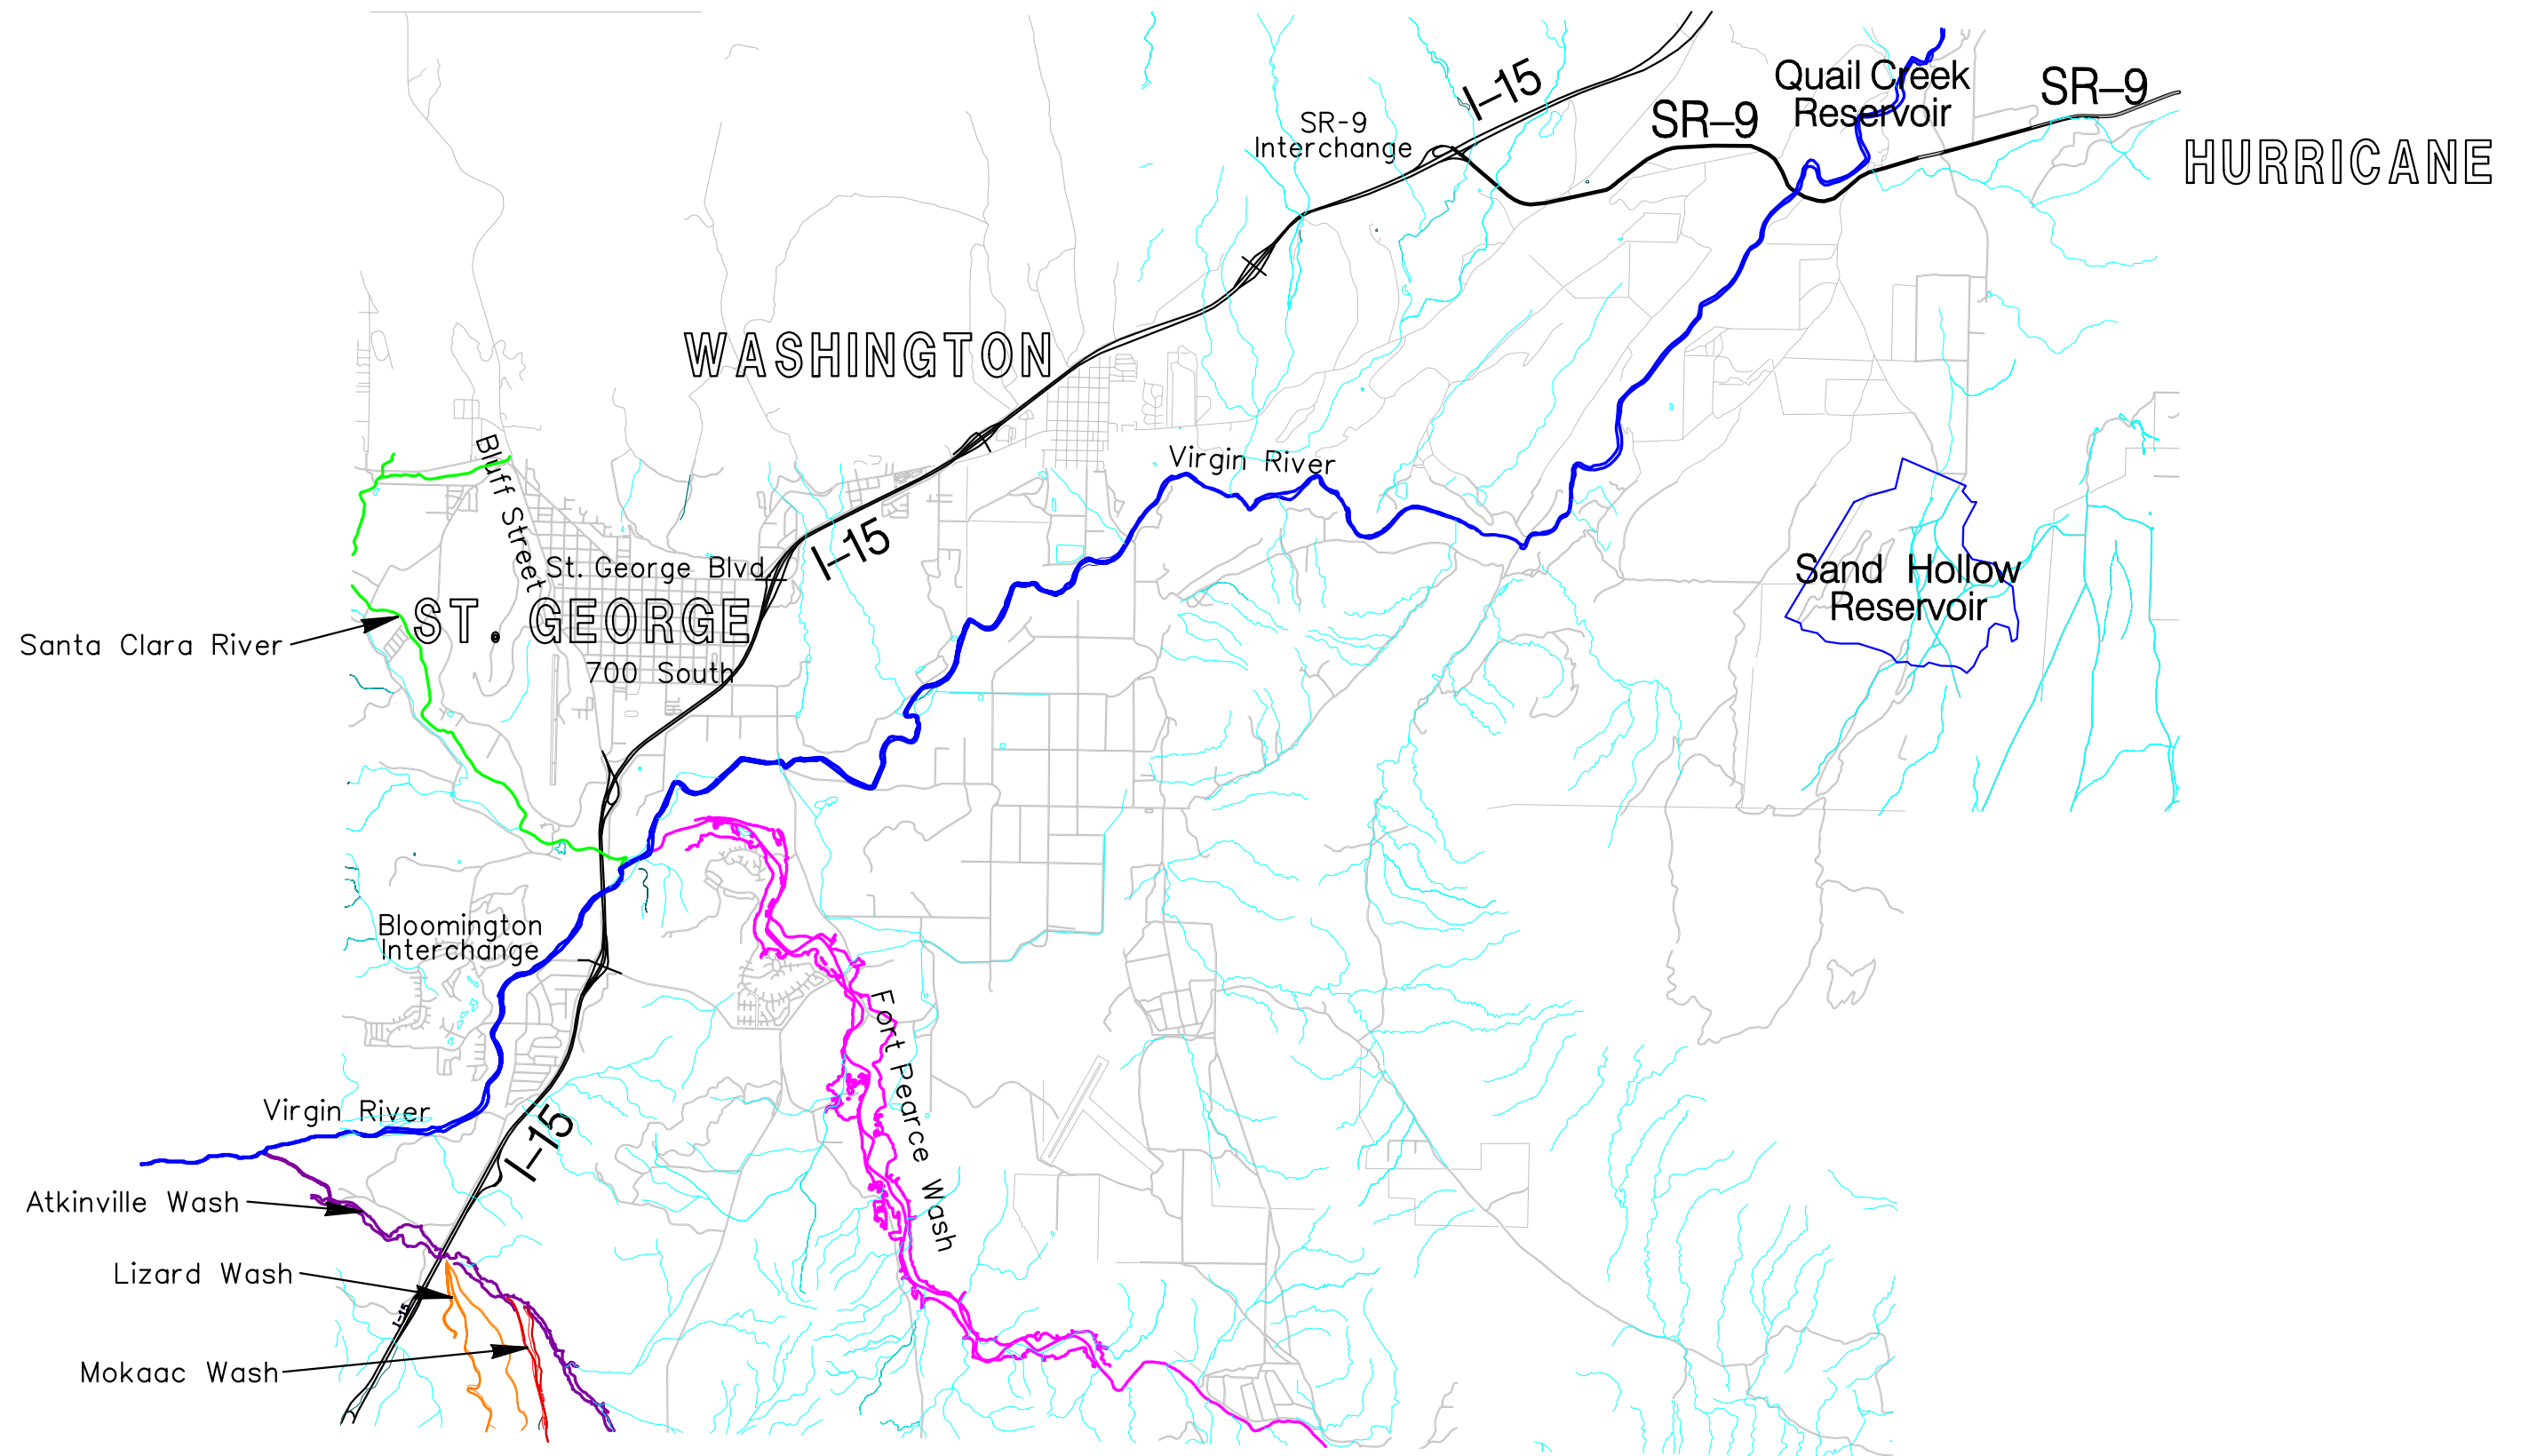 Quail Creek
Reservoir
SR-9
HURRICANE
I-15
SR-9
SR-9
Interchange
WASHINGTON
Virgin River
Bluff Street
I-15
St. George Blvd
ST. GEORGE
Santa Clara River
700 South
Sand Hollow
Reservoir
Bloomington
Interchange
Fort Pearce Wash
Virgin River
I-15
Atkinville Wash
Lizard Wash
I-15
Mokaac Wash